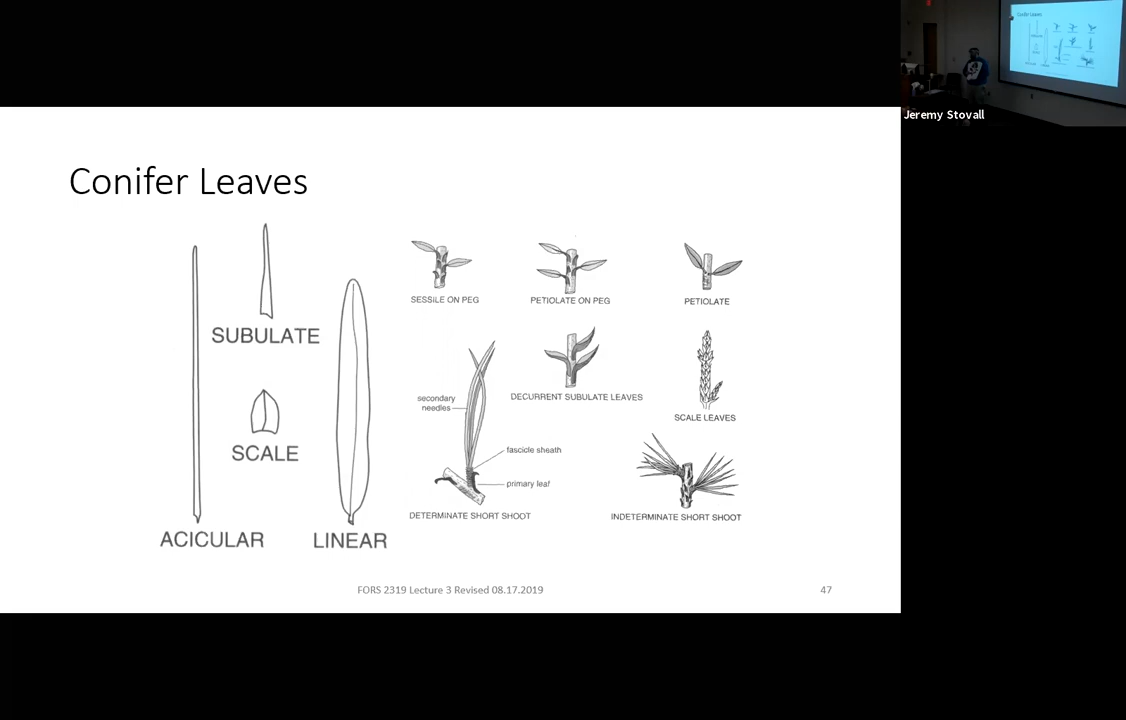 Jeremy Stovall
Conifer Leaves
SUBULATE
SCALE
ACICULAR
LINEAR
SESSILE ON PEG
PETIOLATE ON PEG
PETIOLATE
secondary
needles
fascicle sheath
primary leaf
DETERMINATE SHORT SHOOT
DECURRENT SUBULATE LEAVES
SCALE LEAVES
INDETERMINATE SHORT SHOOT
FORS 2319 Lecture 3 Revised 08.17.2019
47
Conifer Leaves